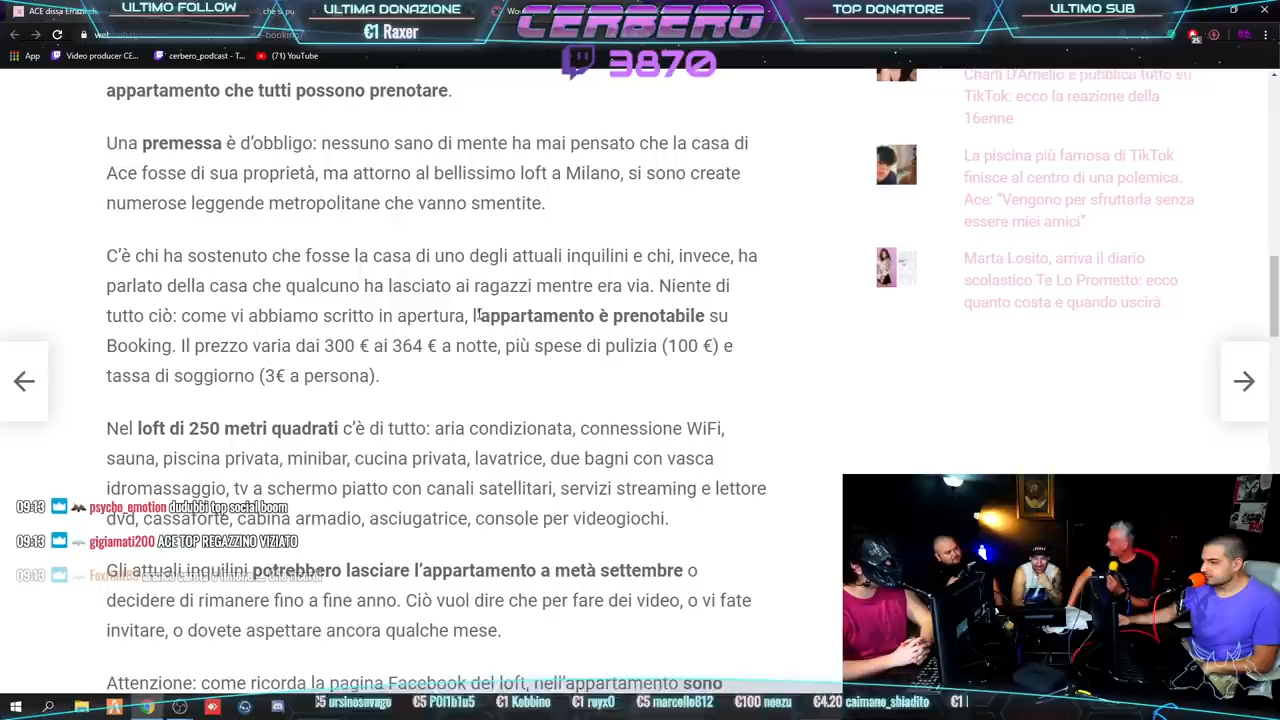 ULTIMO FOLLOW
ULTIMA DONAZIONE
€1 Raxer
CERBERO
3870
TOP DONATORE
ULTIMO SUB
ACE dissa
App
Video producer CE...
cerbero_podcast - T...
(71) YouTube
appartamento che tutti possono prenotare.
Una premessa è d’obbligo: nessuno sano di mente ha mai pensato che la casa di
Ace fosse di sua proprietà, ma attorno al bellissimo loft a Milano, si sono create
numerose leggende metropolitane che vanno smentite.
C’è chi ha sostenuto che fosse la casa di uno degli attuali inquilini e chi, invece, ha
parlato della casa che qualcuno ha lasciato ai ragazzi mentre era via. Niente di
tutto ciò: come vi abbiamo scritto in apertura, l’appartamento è prenotabile su
Booking. Il prezzo varia dai 300 € ai 364 € a notte, più spese di pulizia (100 €) e
tassa di soggiorno (3€ a persona).
Nel loft di 250 metri quadrati c’è di tutto: aria condizionata, connessione WiFi,
sauna, piscina privata, minibar, cucina privata, lavatrice, due bagni con vasca
idromassaggio, tv a schermo piatto con canali satellitari, servizi streaming e lettore
dvd, cassaforte, cabina armadio, asciugatrice, console per videogiochi.
Gli attuali inquilini potrebbero lasciare l’appartamento a metà settembre o
decidere di rimanere fino a fine anno. Ciò vuol dire che per fare dei video, o vi fate
invitare, o dovete aspettare ancora qualche mese.
Attenzione: come ricorda la pagina Facebook del loft, nell’appartamento sono
Charli D’Amelio e pubblica tutto su
TikTok: ecco la reazione della
16enne
La piscina più famosa di TikTok
finisce al centro di una polemica.
Ace: “Vengono per sfruttarla senza
essere miei amici”
Marta Losito, arriva il diario
scolastico Te Lo Prometto: ecco
quanto costa e quando uscirà
09:13 psycho_emotion dudubbi top social boom
09:13 gigiamati200 ACE TOP REGAZZINO VIZIATO
09:13
€5 ursinosavago €5 P0l1b1u5 €1 Kebbino €1 ruyx0 €5 marcello812 €100 neezu €4.20 caimano_sbiadito €1